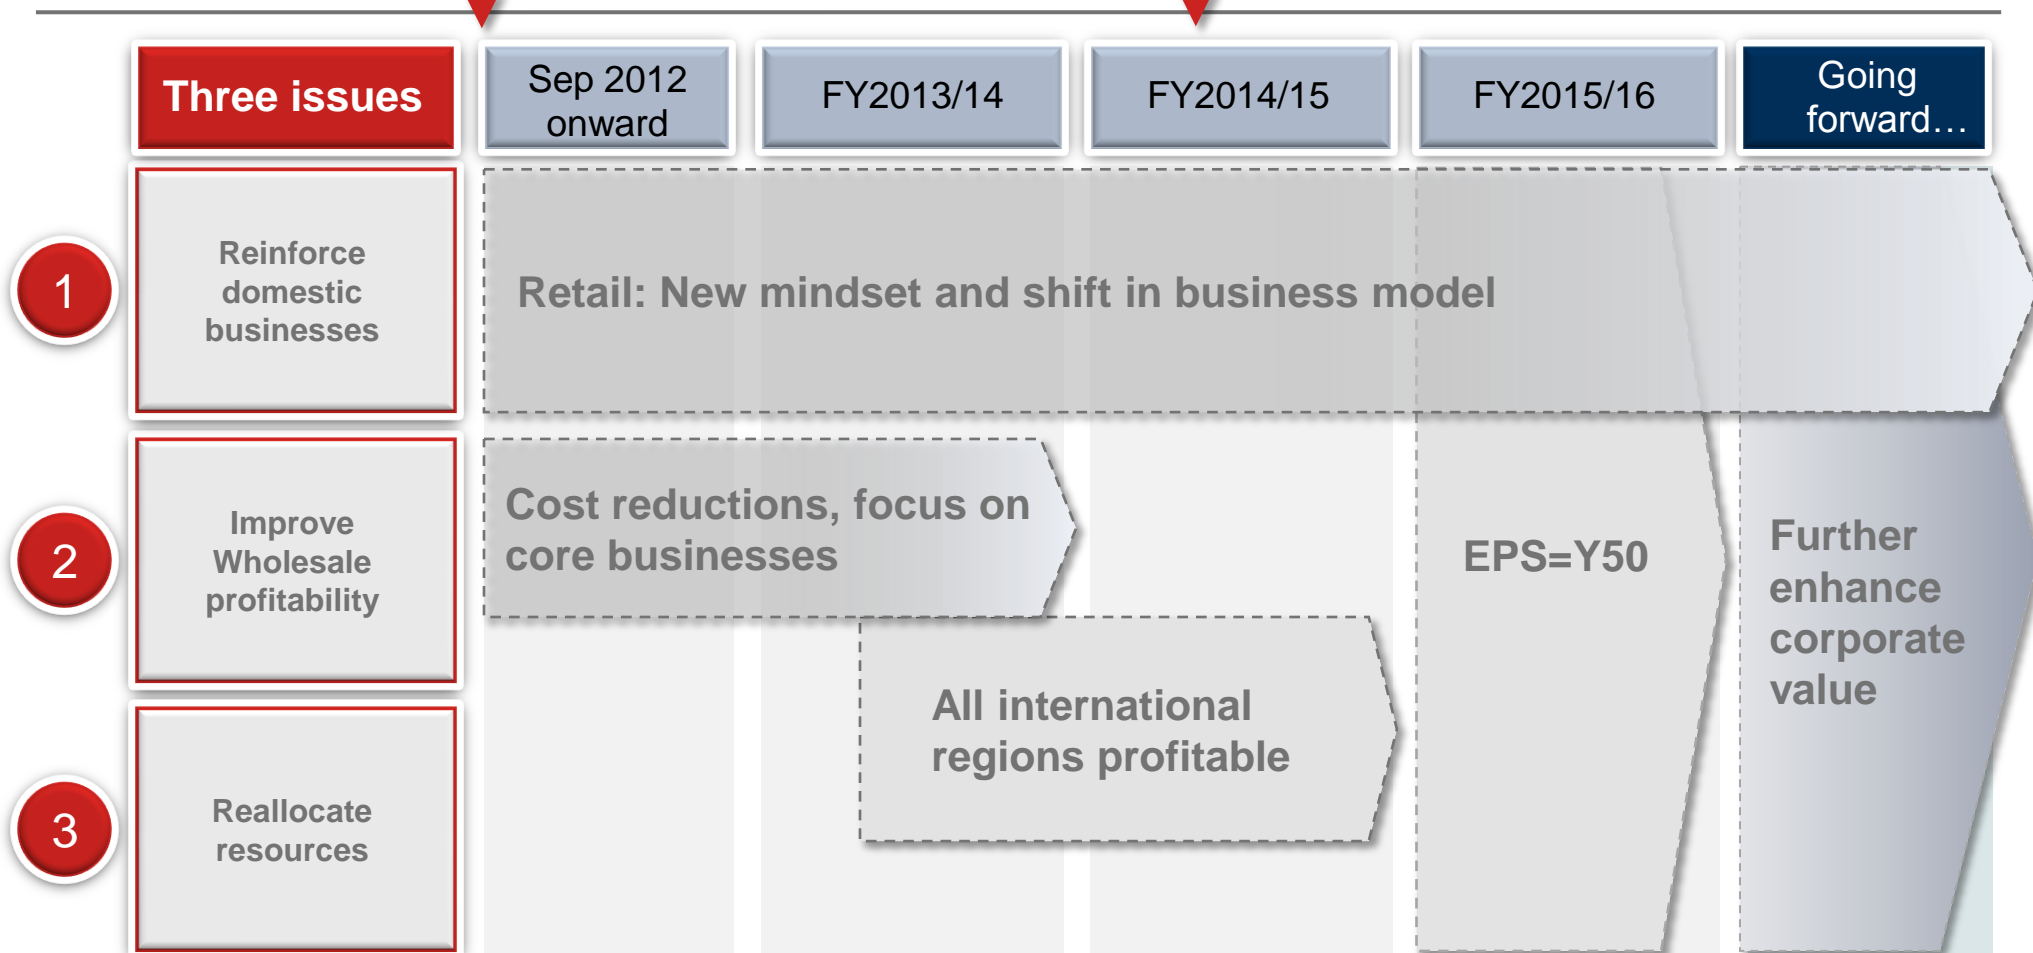 Three issues
Sep 2012
onward
FY2013/14
FY2014/15
FY2015/16
Going
forward…
1
Reinforce
domestic
businesses
Retail: New mindset and shift in business model
2
Improve
Wholesale
profitability
Cost reductions, focus on
core businesses
EPS=Y50
Further
enhance
corporate
value
All international
regions profitable
3
Reallocate
resources